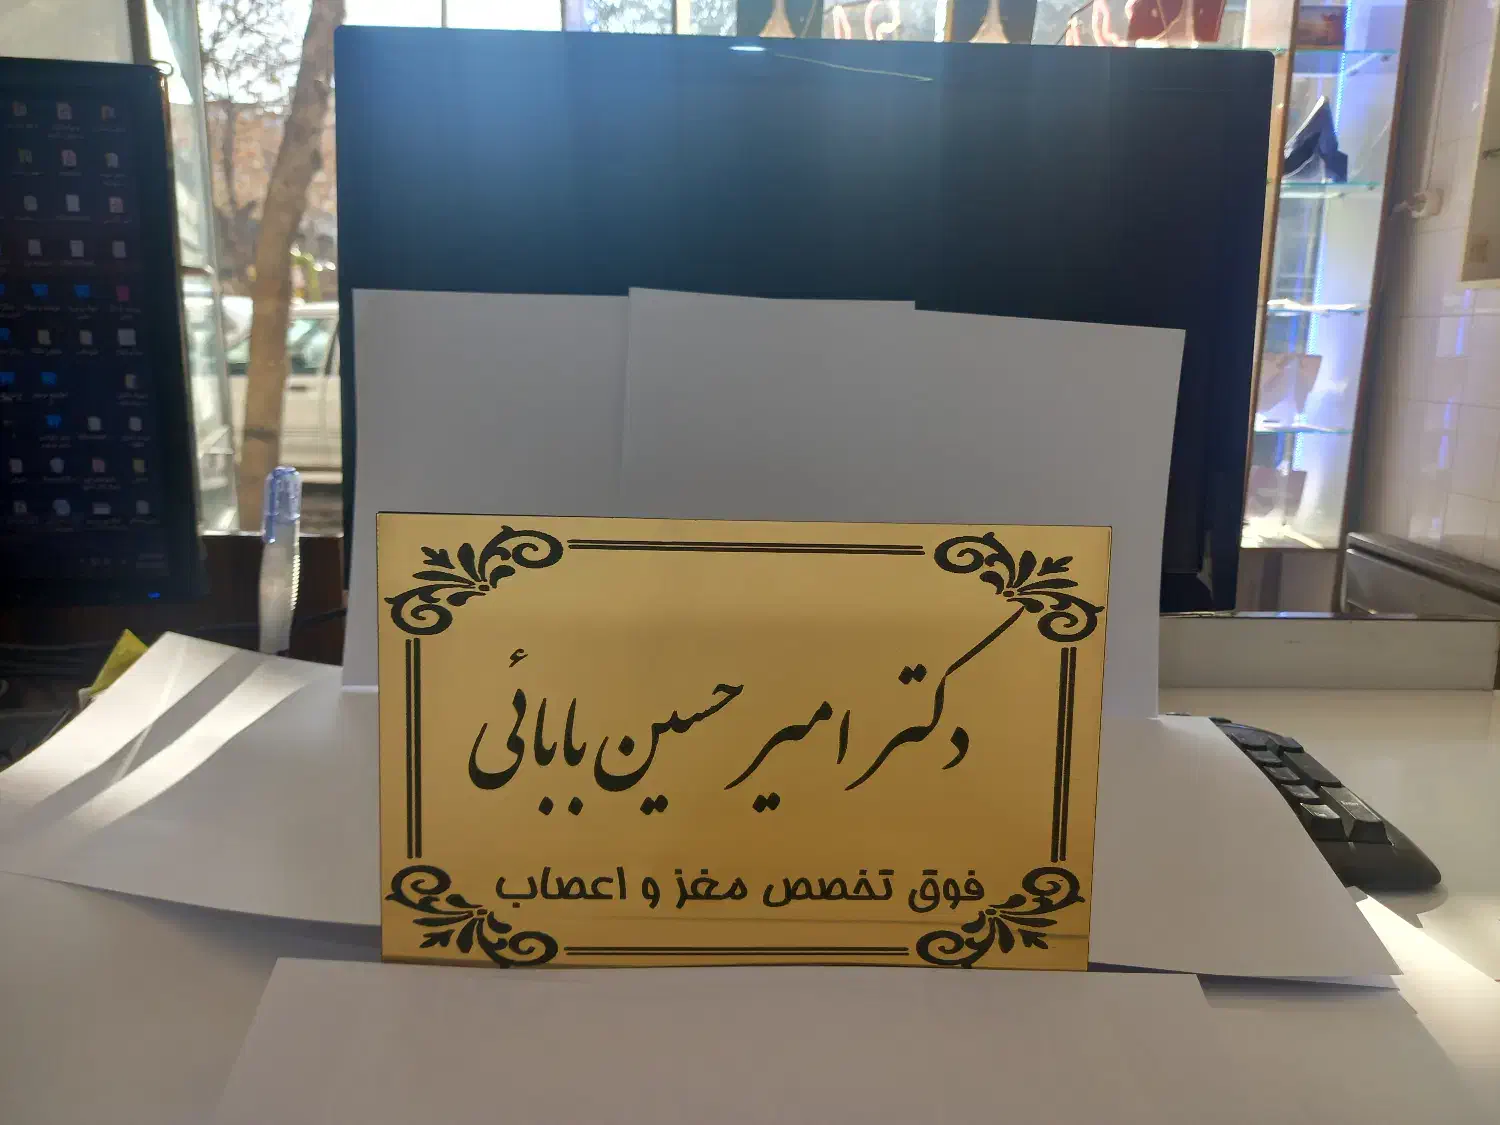 دکتر امیر حسین بابائی
فوق تخصص مغز و اعصاب